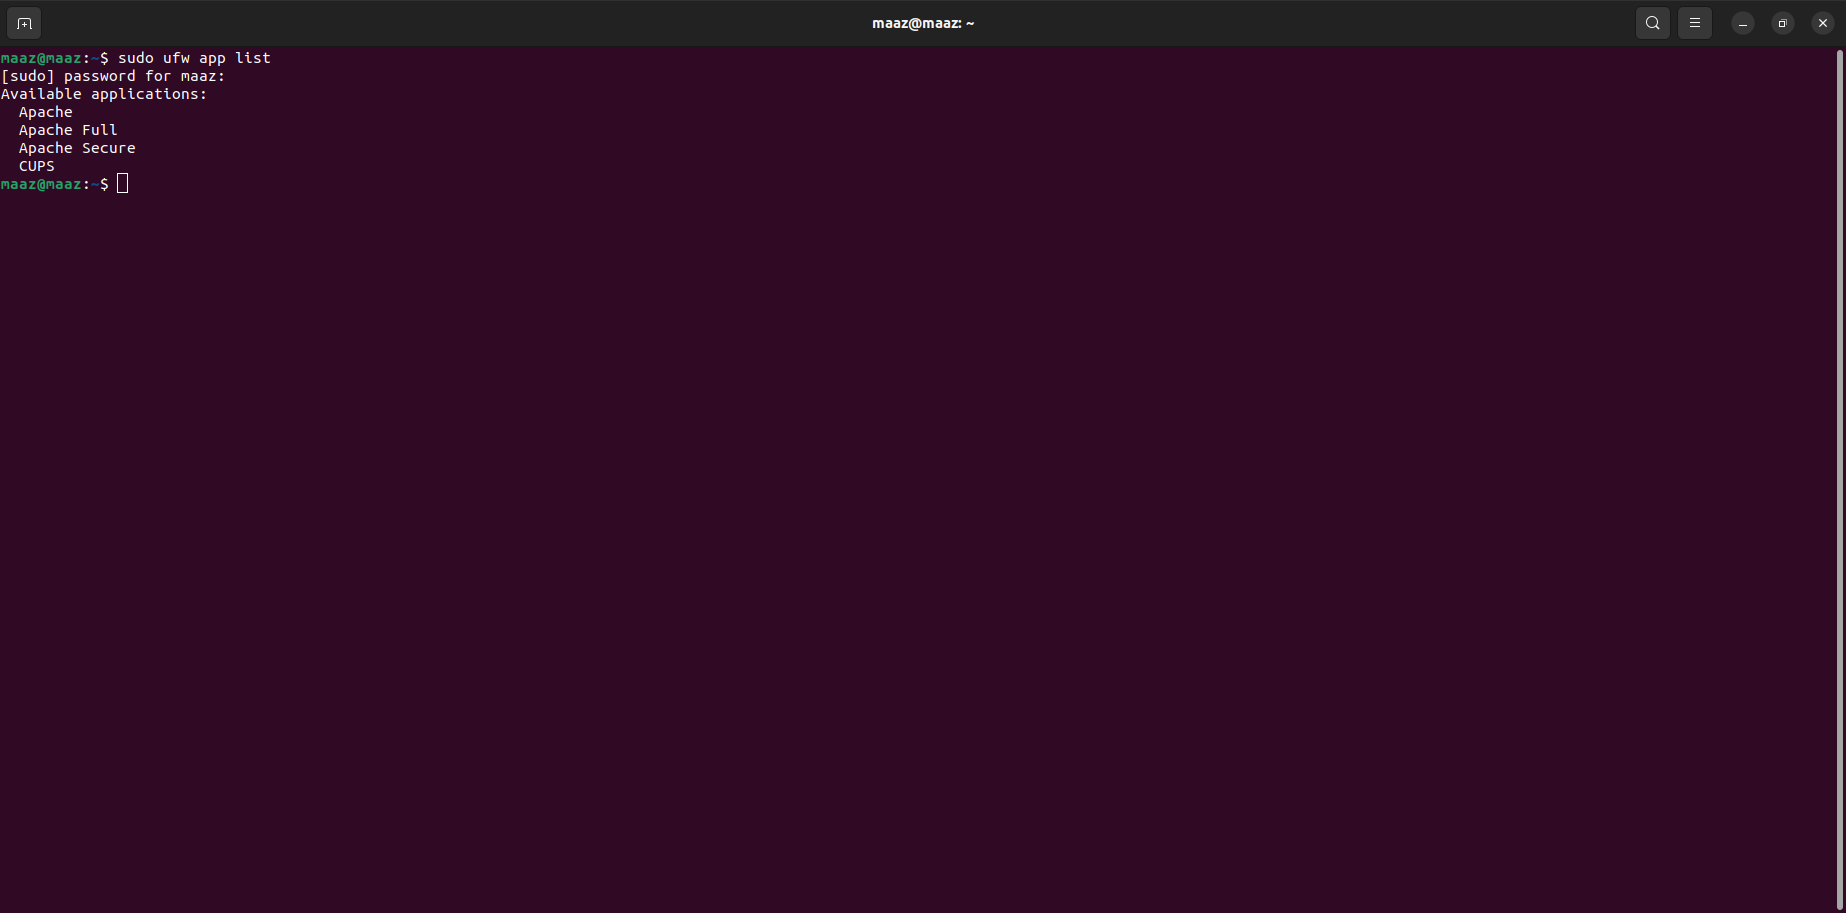 maaz@maaz: ~
maaz@maaz:~$ sudo ufw app list
[sudo] password for maaz:
Available applications:
  Apache
  Apache Full
  Apache Secure
  CUPS
maaz@maaz:~$